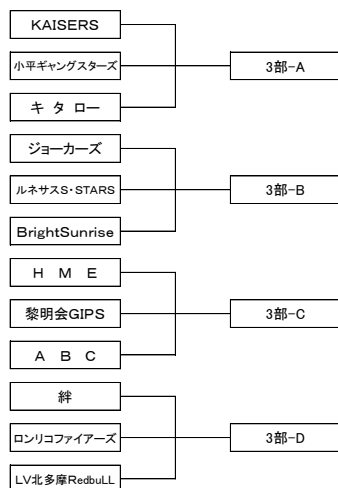 KAISERS
小平ギャングスターズ
3部-A
キ タ ロー
ジョーカーズ
ルネサスS・STARS
3部-B
BrightSunrise
H M E
黎明会GIPS
3部-C
A B C
絆
ロンリコファイアーズ
3部-D
LV北多摩RedbuLL